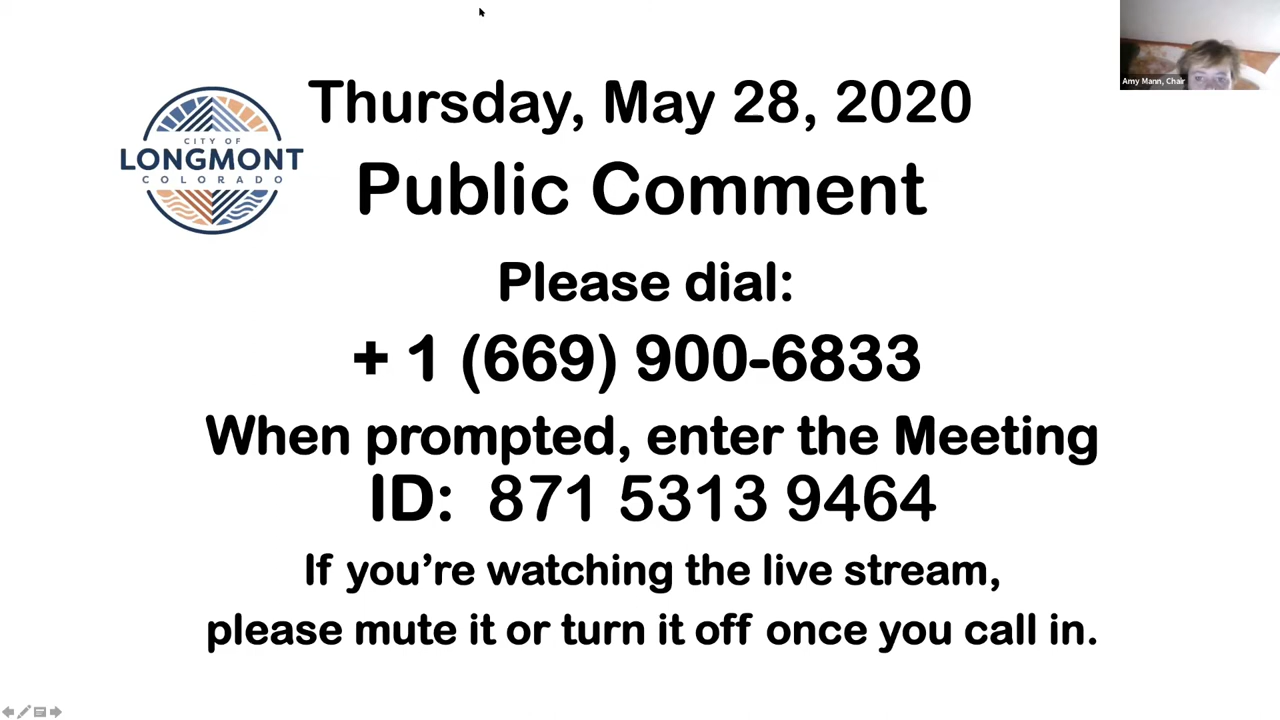 Thursday, May 28, 2020
CITY OF
LONGMONT
COLORADO
Public Comment
Please dial:
+ 1 (669) 900-6833
When prompted, enter the Meeting
ID: 871 5313 9464
If you’re watching the live stream,
please mute it or turn it off once you call in.
Amy Mann, Chair